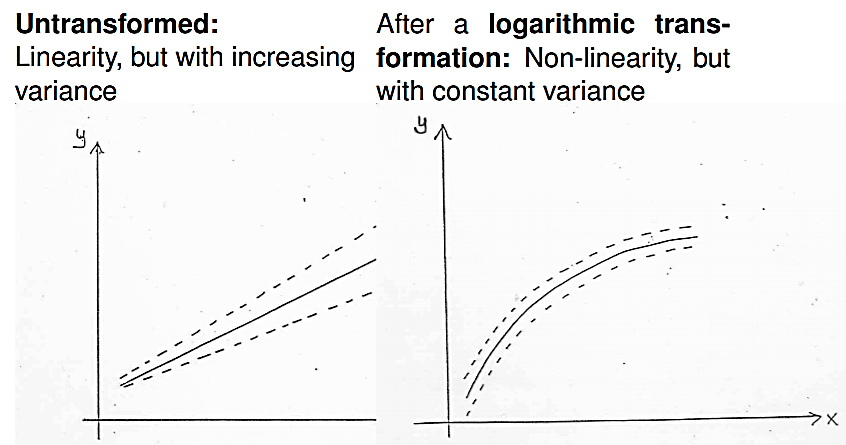 Untransformed:
Linearity, but with increasing
variance
After a logarithmic trans-
formation: Non-linearity, but
with constant variance
y
y
x